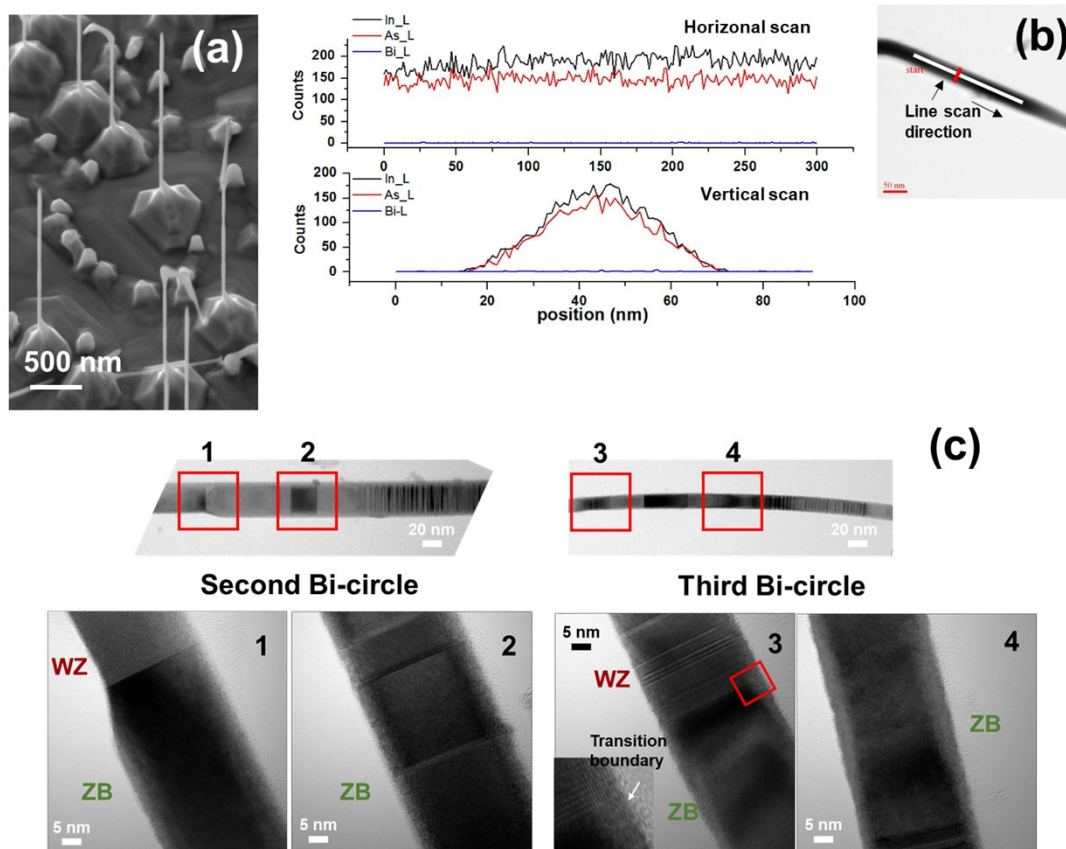 (a)
500 nm
In_L
As_L
Bi_L
Horizonal scan
Counts
200
150
100
50
0
0
50
100
150
200
250
300
In_L
As_L
Bi-L
Vertical scan
Counts
200
150
100
50
0
0
20
40
60
80
100
position (nm)
(b)
start
Line scan
direction
50 nm
(c)
1
2
20 nm
3
4
20 nm
Second Bi-circle
Third Bi-circle
1
WZ
ZB
5 nm
2
5 nm
5 nm
3
WZ
Transition
boundary
ZB
4
ZB
5 nm